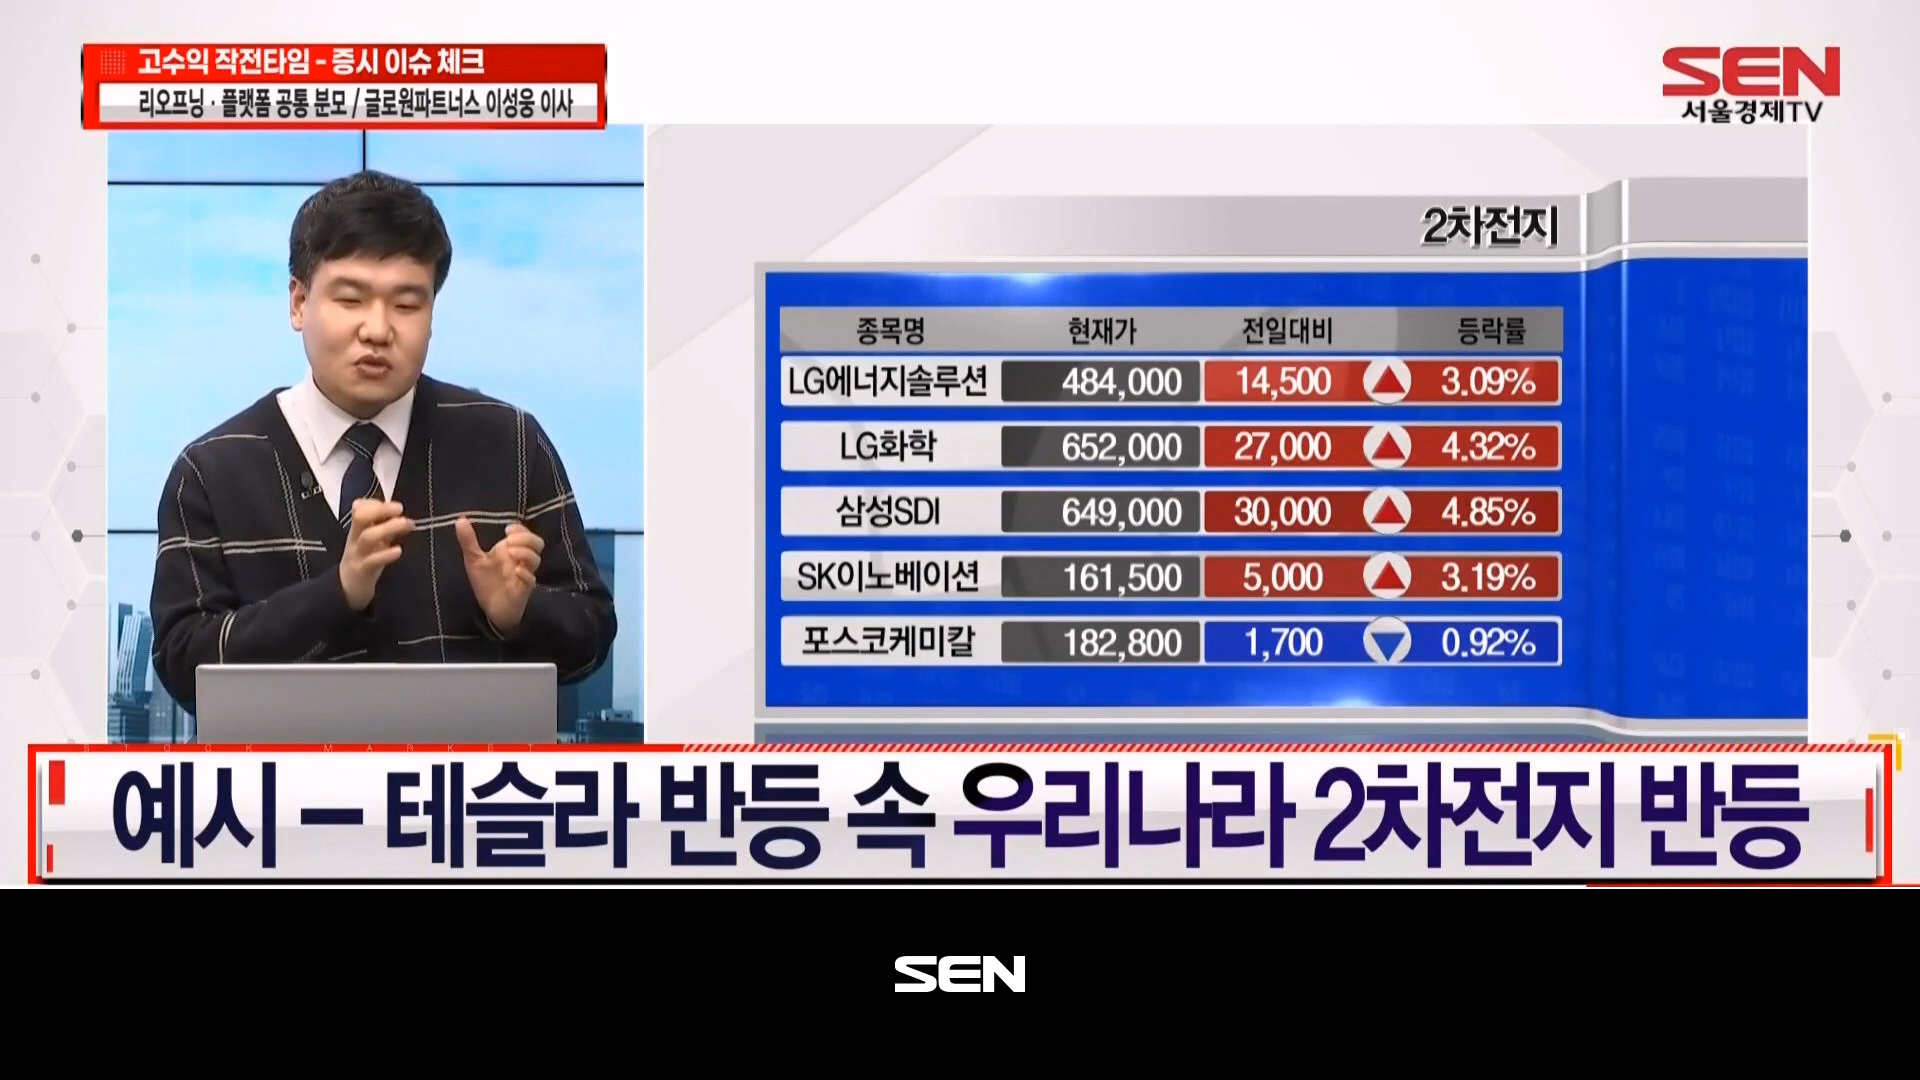 고수익 작전타임 - 증시 이슈 체크
리오프닝 · 플랫폼 공통 분모 / 글로원파트너스 이성웅 이사
SEN
서울경제TV
2차전지
종목명 현재가 전일대비 등락률
LG에너지솔루션 484,000 14,500 ▲ 3.09%
LG화학 652,000 27,000 ▲ 4.32%
삼성SDI 649,000 30,000 ▲ 4.85%
SK이노베이션 161,500 5,000 ▲ 3.19%
포스코케미칼 182,800 1,700 ▼ 0.92%
STOCK MARKET
예시 - 테슬라 반등 속 우리나라 2차전지 반등
SEN